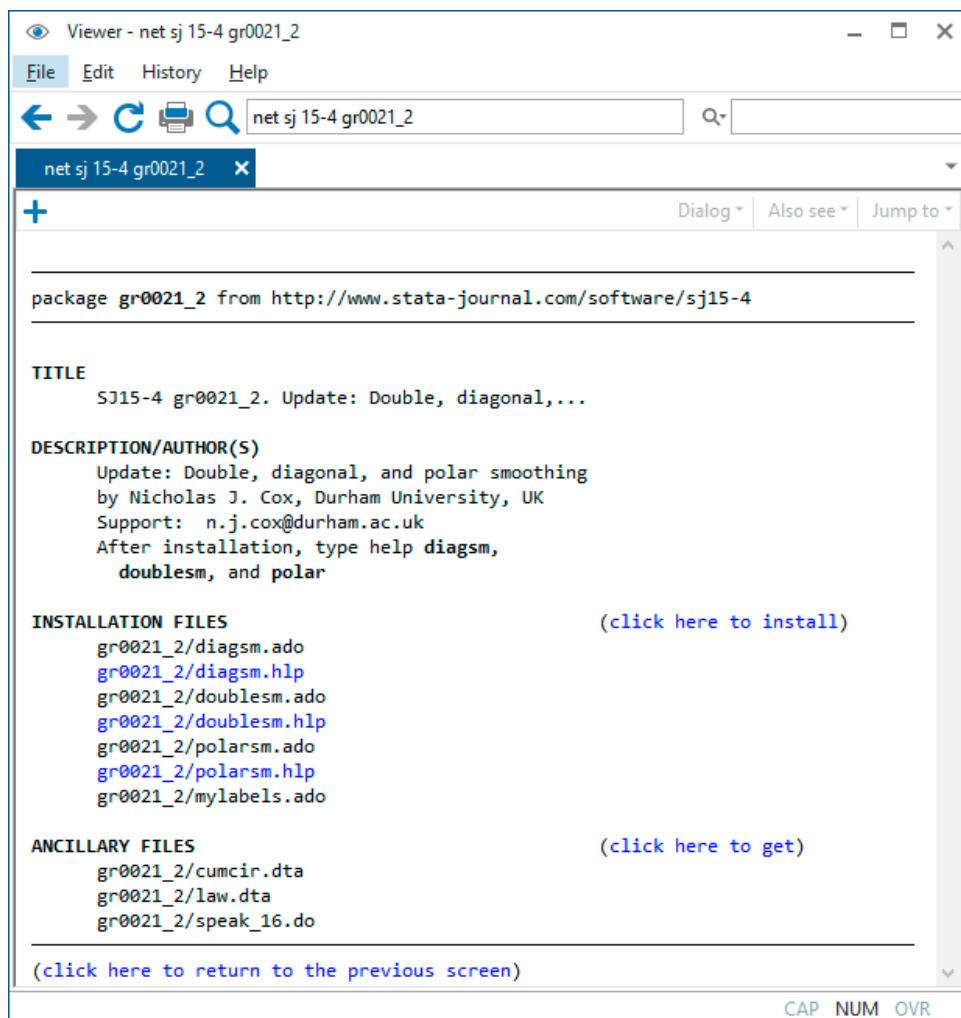 Viewer - net sj 15-4 gr0021_2
File Edit History Help
net sj 15-4 gr0021_2
net sj 15-4 gr0021_2
Dialog Also see Jump to
package gr0021_2 from http://www.stata-journal.com/software/sj15-4
TITLE
SJ15-4 gr0021_2. Update: Double, diagonal,...
DESCRIPTION/AUTHOR(S)
Update: Double, diagonal, and polar smoothing
by Nicholas J. Cox, Durham University, UK
Support: n.j.cox@durham.ac.uk
After installation, type help diagsm,
doublesm, and polar
INSTALLATION FILES (click here to install)
gr0021_2/diagsm.ado
gr0021_2/diagsm.hlp
gr0021_2/doublesm.ado
gr0021_2/doublesm.hlp
gr0021_2/polarsm.ado
gr0021_2/polarsm.hlp
gr0021_2/mylabels.ado
ANCILLARY FILES (click here to get)
gr0021_2/cumcir.dta
gr0021_2/law.dta
gr0021_2/speak_16.do
(click here to return to the previous screen)
CAP NUM OVR